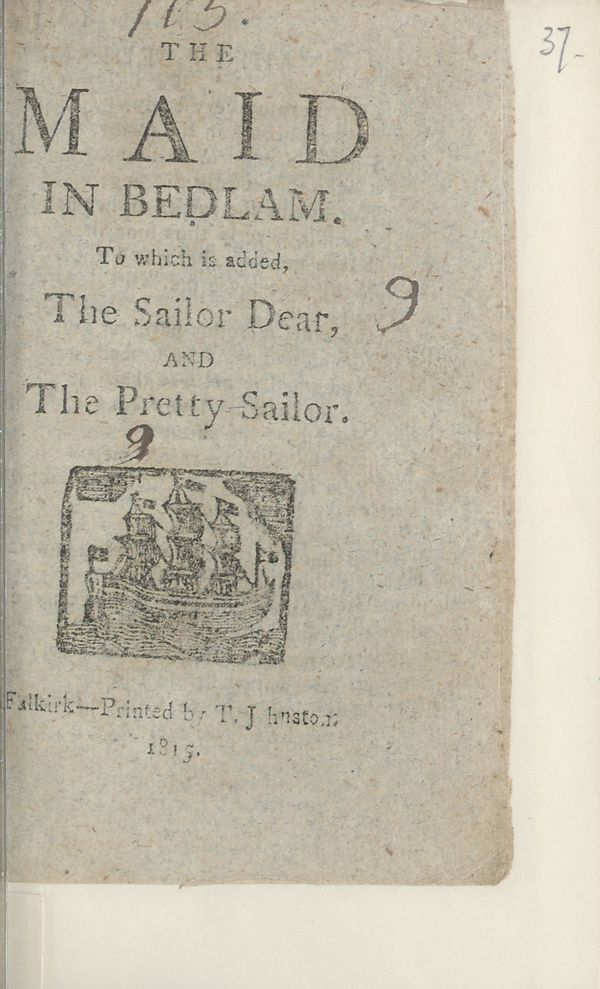 113.
37-
THE
MAID
IN BEDLAM.
To which is added,
The Sailor Dear,
9
AND
The Pretty Sailor.
9
Falkirk—Printed by T. J hnston
1815.